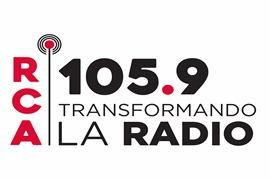 RCA
105.9
TRANSFORMANDO
LA RADIO